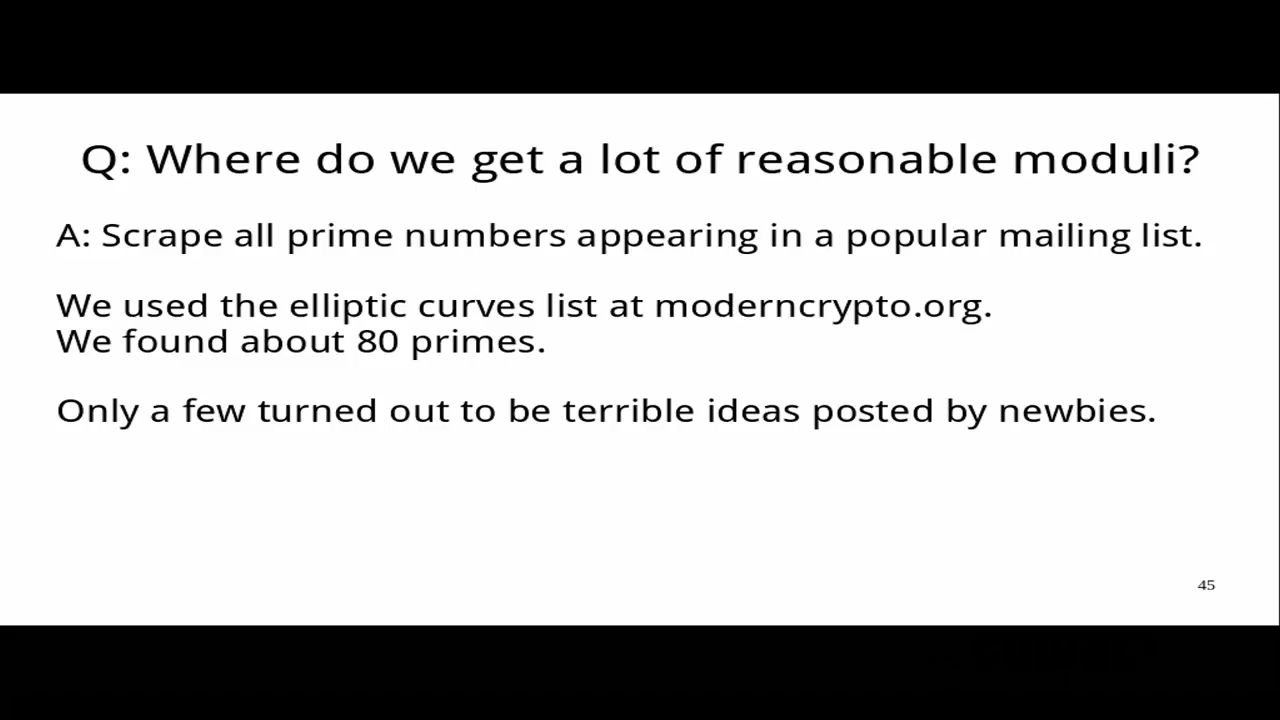 Q: Where do we get a lot of reasonable moduli?
A: Scrape all prime numbers appearing in a popular mailing list.
We used the elliptic curves list at moderncrypto.org.
We found about 80 primes.
Only a few turned out to be terrible ideas posted by newbies.
45